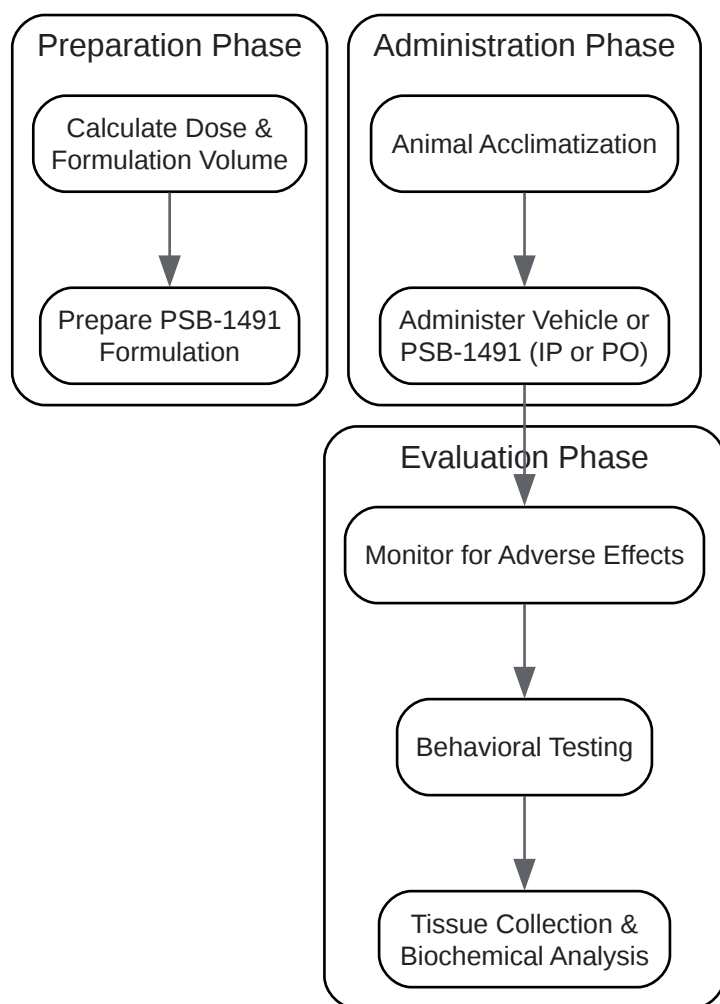 Preparation Phase
Calculate Dose &
Formulation Volume
Prepare PSB-1491
Formulation
Administration Phase
Animal Acclimatization
Administer Vehicle or
PSB-1491 (IP or PO)
Evaluation Phase
Monitor for Adverse Effects
Behavioral Testing
Tissue Collection &
Biochemical Analysis